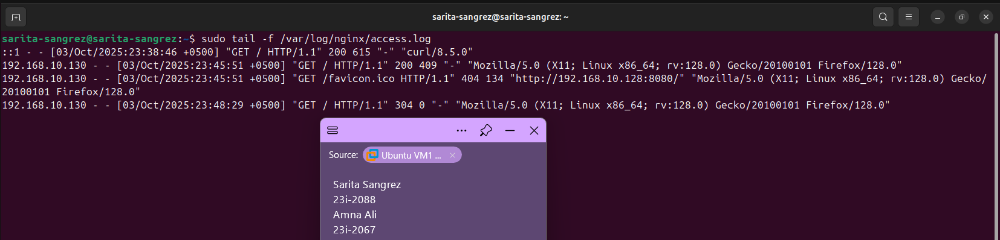 sarita-sangrez@sarita-sangrez: ~
sarita-sangrez@sarita-sangrez:~$ sudo tail -f /var/log/nginx/access.log
::1 - - [03/Oct/2025:23:38:46 +0500] "GET / HTTP/1.1" 200 615 "-" "curl/8.5.0"
192.168.10.130 - - [03/Oct/2025:23:45:51 +0500] "GET / HTTP/1.1" 200 409 "-" "Mozilla/5.0 (X11; Linux x86_64; rv:128.0) Gecko/20100101 Firefox/128.0"
192.168.10.130 - - [03/Oct/2025:23:45:51 +0500] "GET /favicon.ico HTTP/1.1" 404 134 "http://192.168.10.128:8080/" "Mozilla/5.0 (X11; Linux x86_64; rv:128.0) Gecko/
20100101 Firefox/128.0"
192.168.10.130 - - [03/Oct/2025:23:48:29 +0500] "GET / HTTP/1.1" 304 0 "-" "Mozilla/5.0 (X11; Linux x86_64; rv:128.0) Gecko/20100101 Firefox/128.0"
Source: Ubuntu VM1 ...
Sarita Sangrez
23i-2088
Amna Ali
23i-2067